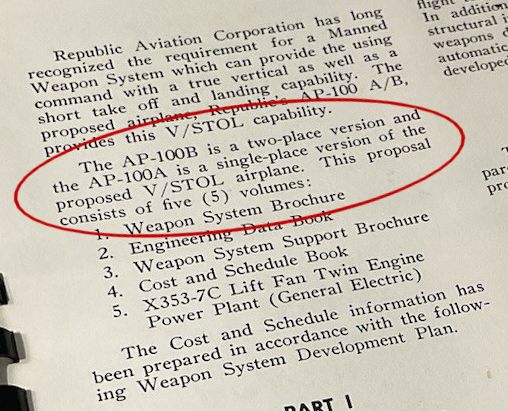 Republic Aviation Corporation has long
recognized the requirement for a Manned
Weapon System which can provide the using
command with a true vertical as well as a
short take off and landing capability. The
proposed airplane, Republic's AP-100 A/B,
provides this V/STOL capability.
The AP-100B is a two-place version and
the AP-100A is a single-place version of the
proposed V/STOL airplane. This proposal
consists of five (5) volumes:
1. Weapon System Brochure
2. Engineering Data Book
3. Weapon System Support Brochure
4. Cost and Schedule Book
5. X353-7C Lift Fan Twin Engine
Power Plant (General Electric)
The Cost and Schedule information has
been prepared in accordance with the follow-
ing Weapon System Development Plan.
PART I
flight
In addition
structural
weapons
automatic